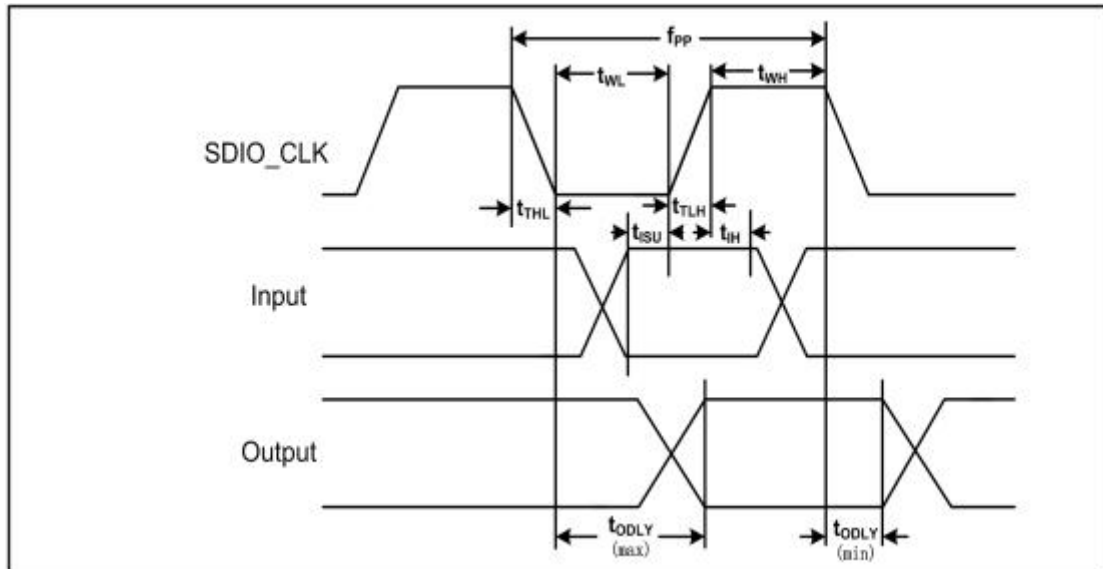 fPP
tWL
tWH
SDIO_CLK
tTHL
tTLH
tISU
tIH
Input
Output
tODLY
(max)
tODLY
(min)